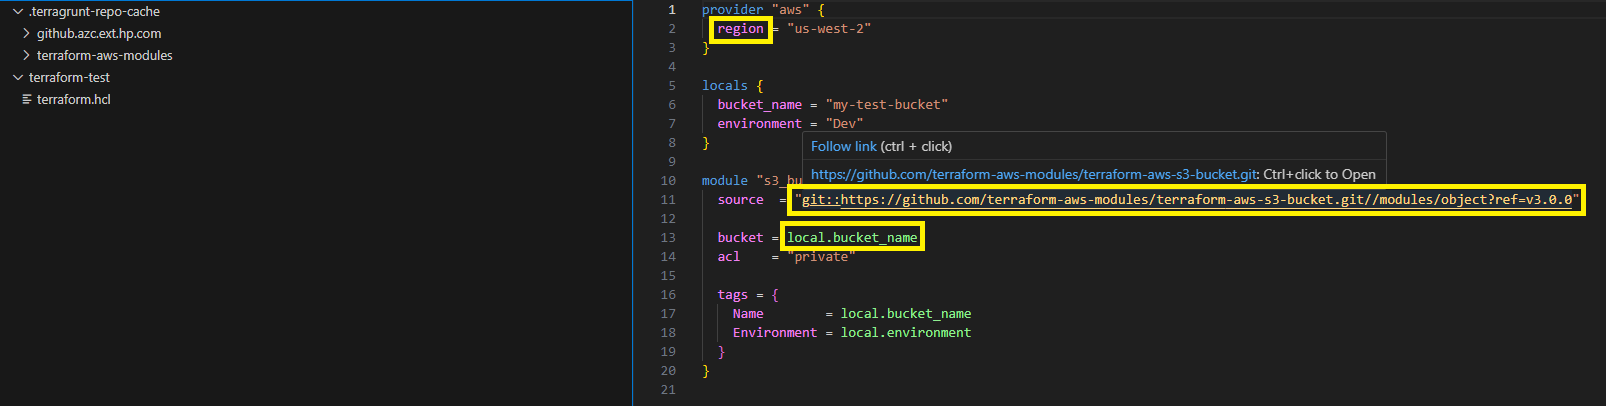 .terragrunt-repo-cache
github.azc.ext.hp.com
terraform-aws-modules
terraform-test
terraform.hcl
1 provider "aws" {
2 region = "us-west-2"
3 }
4
5 locals {
6 bucket_name = "my-test-bucket"
7 environment = "Dev"
8 }
Follow link (ctrl + click)
9
https://github.com/terraform-aws-modules/terraform-aws-s3-bucket.git: Ctrl+click to Open
10 module "s3_bu
11 source = "git::https://github.com/terraform-aws-modules/terraform-aws-s3-bucket.git//modules/object?ref=v3.0.0"
12
13 bucket = local.bucket_name
14 acl = "private"
15
16 tags = {
17 Name = local.bucket_name
18 Environment = local.environment
19 }
20 }
21